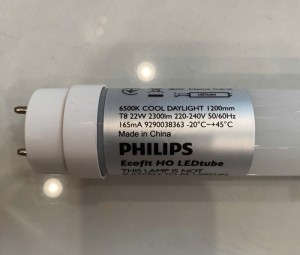 LEDtube
6500K COOL DAYLIGHT 1200mm
T8 22W 2300lm 220-240V 50/60Hz
165mA 9290038363 -20°C~+45°C
Made in China
PHILIPS
Ecofit HO LEDtube
THIS LAMP IS NOT